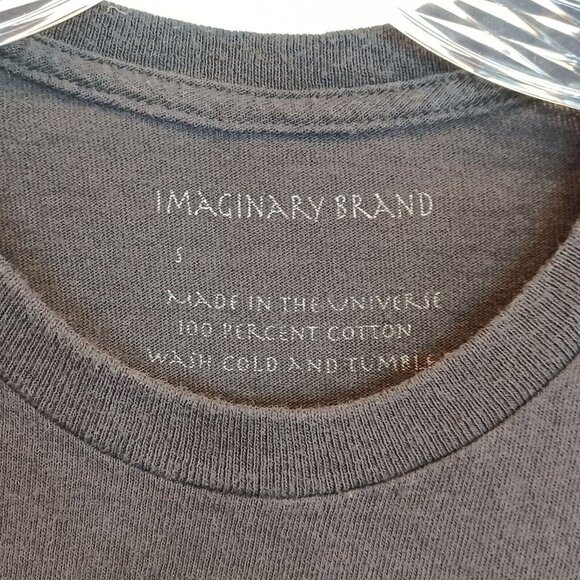 IMAGINARY BRAND
S
MADE IN THE UNIVERSE
100 PERCENT COTTON
WASH COLD AND TUMBLE